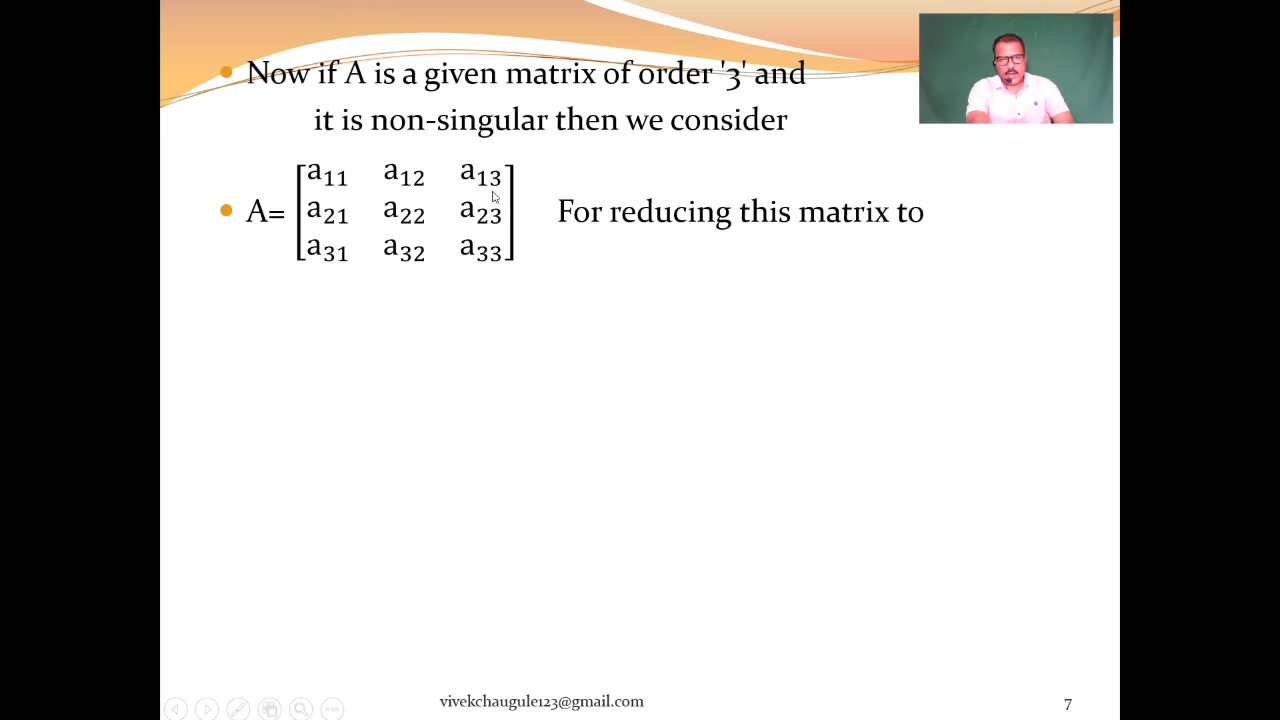 Now if A is a given matrix of order '3' and
it is non-singular then we consider
A= [a₁₁ a₁₂ a₁₃
a₂₁ a₂₂ a₂₃
a₃₁ a₃₂ a₃₃] For reducing this matrix to
vivekchaugule123@gmail.com 7